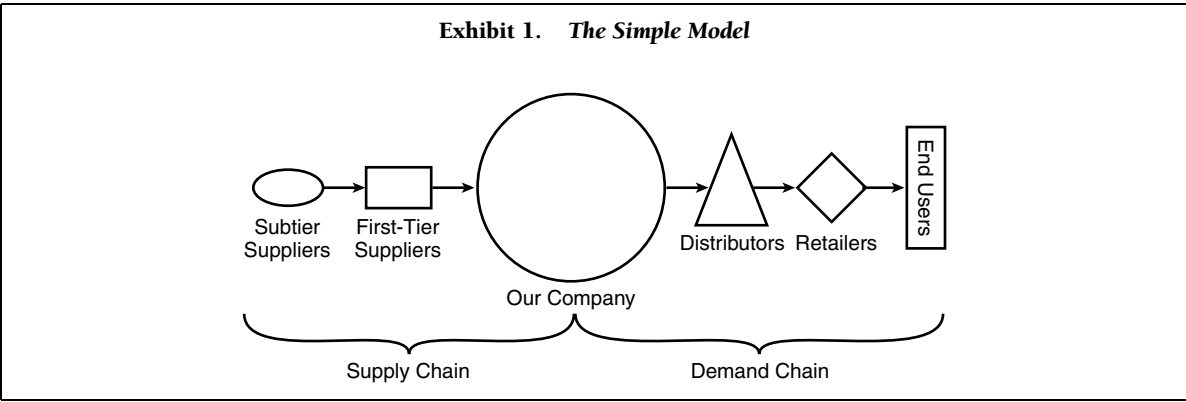 Exhibit 1. The Simple Model
Subtier
Suppliers
First-Tier
Suppliers
Our Company
Distributors
Retailers
End Users
Supply Chain
Demand Chain